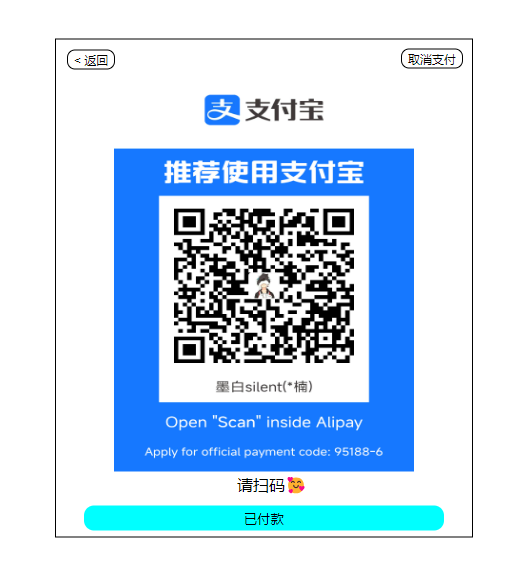 < 返回
取消支付
支付宝
推荐使用支付宝
墨白silent(*楠)
Open "Scan" inside Alipay
Apply for official payment code: 95188-6
请扫码🥰
已付款